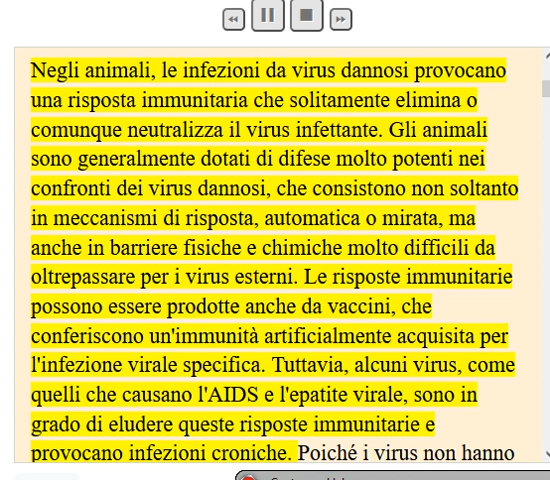 Negli animali, le infezioni da virus dannosi provocano
una risposta immunitaria che solitamente elimina o
comunque neutralizza il virus infettante. Gli animali
sono generalmente dotati di difese molto potenti nei
confronti dei virus dannosi, che consistono non soltanto
in meccanismi di risposta, automatica o mirata, ma
anche in barriere fisiche e chimiche molto difficili da
oltrepassare per i virus esterni. Le risposte immunitarie
possono essere prodotte anche da vaccini, che
conferiscono un'immunità artificialmente acquisita per
l'infezione virale specifica. Tuttavia, alcuni virus, come
quelli che causano l'AIDS e l'epatite virale, sono in
grado di eludere queste risposte immunitarie e
provocano infezioni croniche. Poiché i virus non hanno